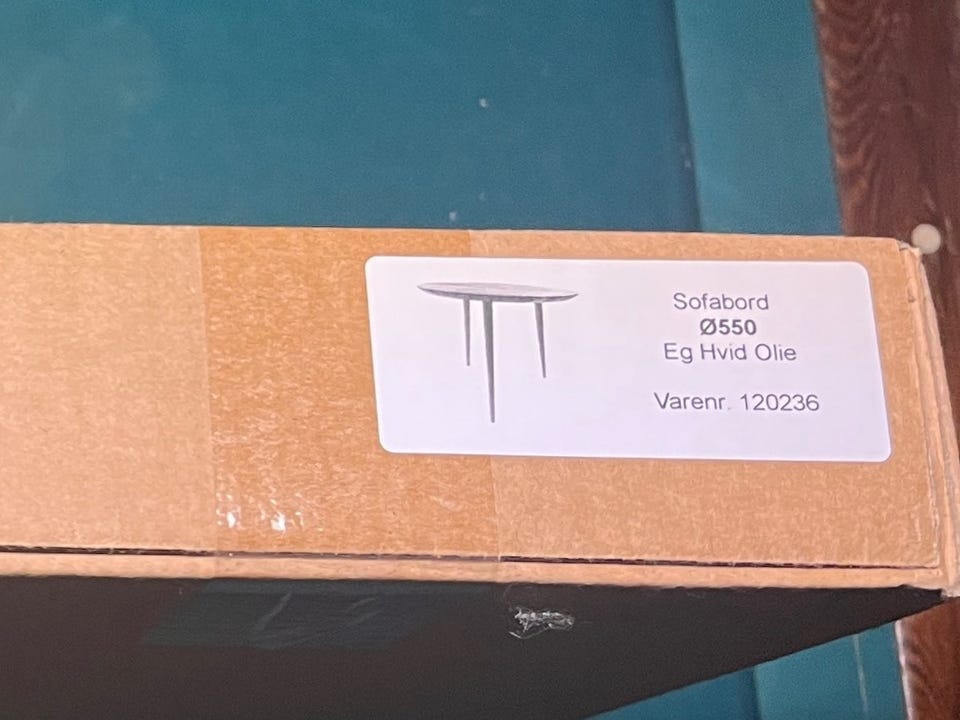 Sofabord
Ø550
Eg Hvid Olie
Varenr. 120236